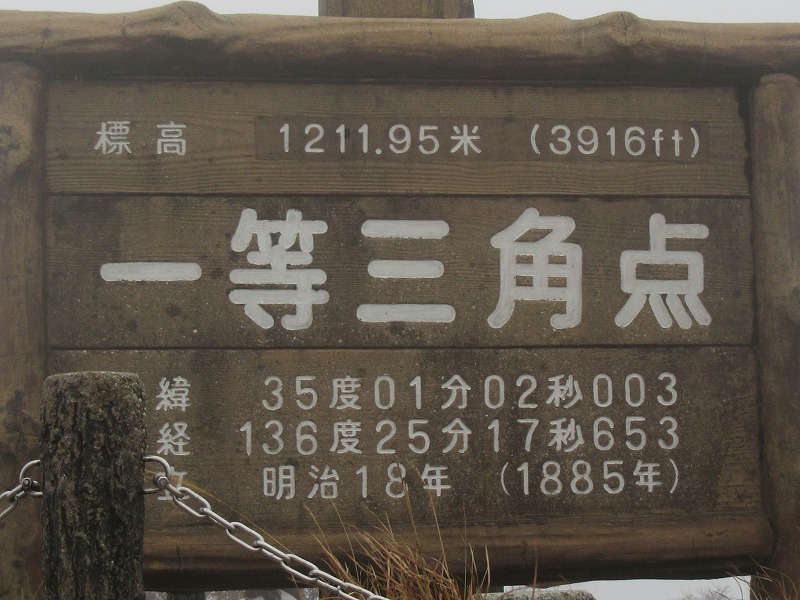 標高 1211.95米 (3916ft)
一等三角点
緯 35度01分02秒003
経 136度25分17秒653
立 明治18年 (1885年)